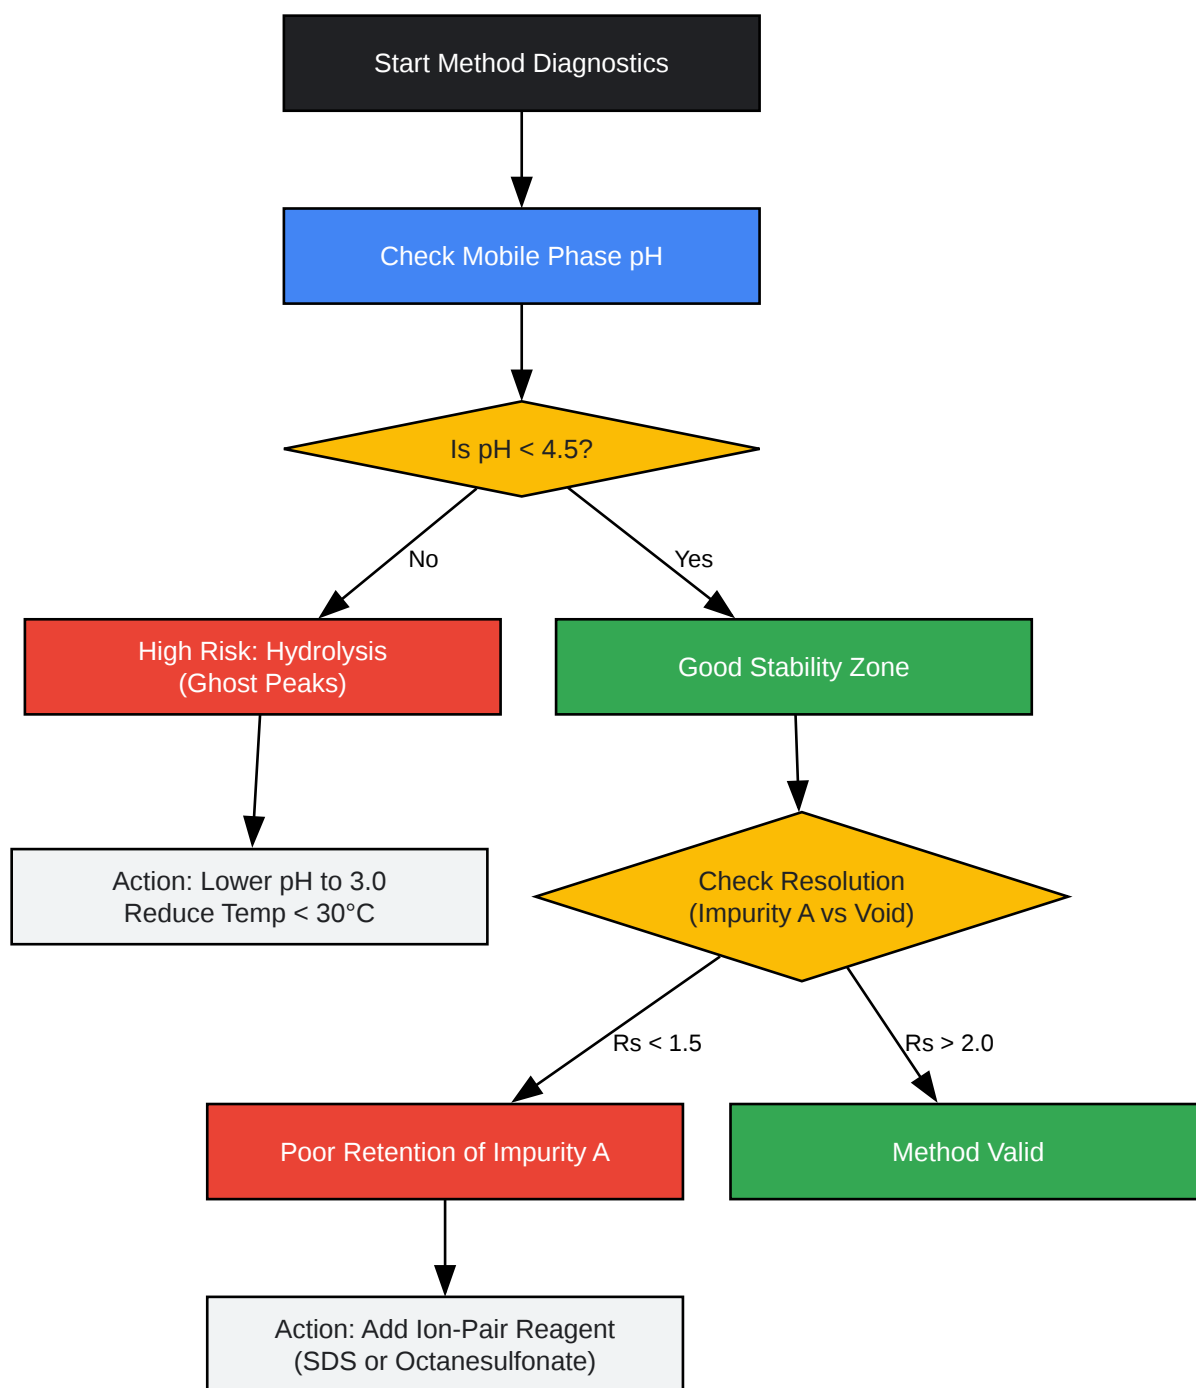 Start Method Diagnostics
Check Mobile Phase pH
Is pH < 4.5?
No
Yes
High Risk: Hydrolysis
(Ghost Peaks)
Good Stability Zone
Action: Lower pH to 3.0
Reduce Temp < 30°C
Check Resolution
(Impurity A vs Void)
Rs < 1.5
Rs > 2.0
Poor Retention of Impurity A
Method Valid
Action: Add Ion-Pair Reagent
(SDS or Octanesulfonate)